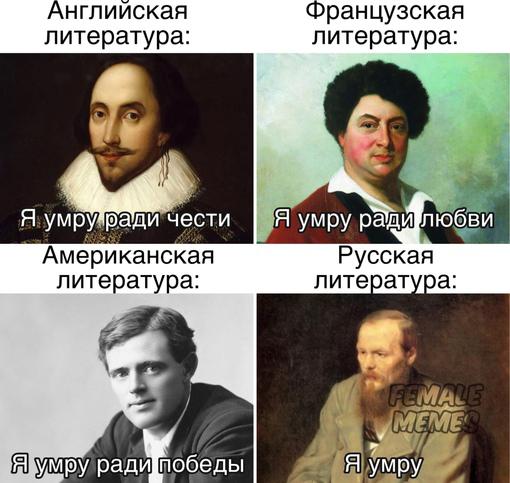 Английская
литература:
Французская
литература:
Я умру ради чести
Я умру ради любви
Американская
литература:
Русская
литература:
FEMALE
MEMES
Я умру ради победы
Я умру